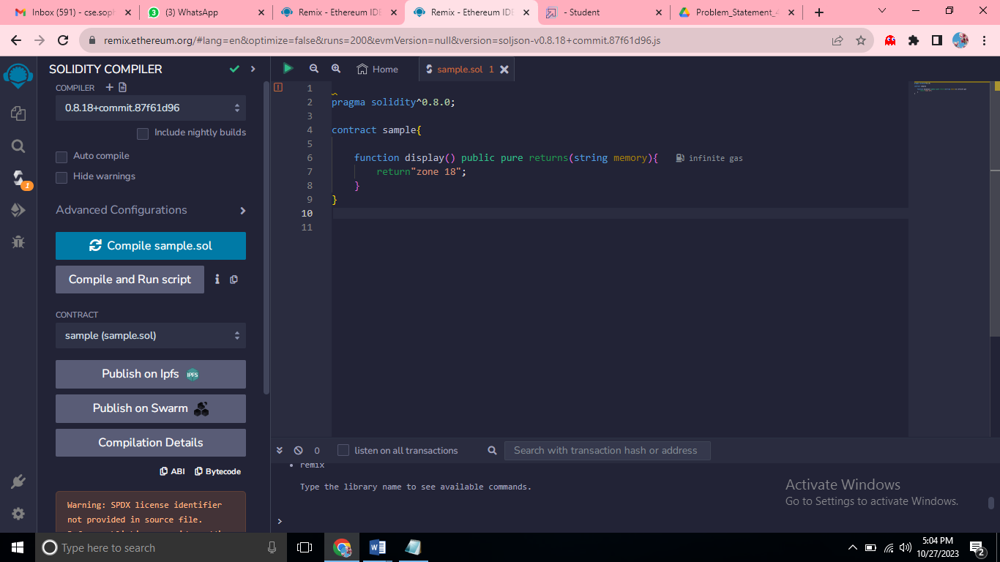 Inbox (591) - cse.soph
(3) WhatsApp
Remix - Ethereum IDE
Remix - Ethereum IDE
- Student
Problem_Statement_4
remix.ethereum.org/#lang=en&optimize=false&runs=200&evmVersion=null&version=soljson-v0.8.18+commit.87f61d96.js
SOLIDITY COMPILER
COMPILER
0.8.18+commit.87f61d96
Include nightly builds
Auto compile
Hide warnings
Advanced Configurations
Compile sample.sol
Compile and Run script
CONTRACT
sample (sample.sol)
Publish on Ipfs IPFS
Publish on Swarm
Compilation Details
ABI Bytecode
Warning: SPDX license identifier
not provided in source file.
1
Home
sample.sol 1
1
2 pragma solidity^0.8.0;
3
4 contract sample{
5
6 function display() public pure returns(string memory){ infinite gas
7 return"zone 18";
8 }
9 }
10
11
0 listen on all transactions Search with transaction hash or address
• remix
Type the library name to see available commands.
>
Activate Windows
Go to Settings to activate Windows.
Type here to search
5:04 PM
10/27/2023
2